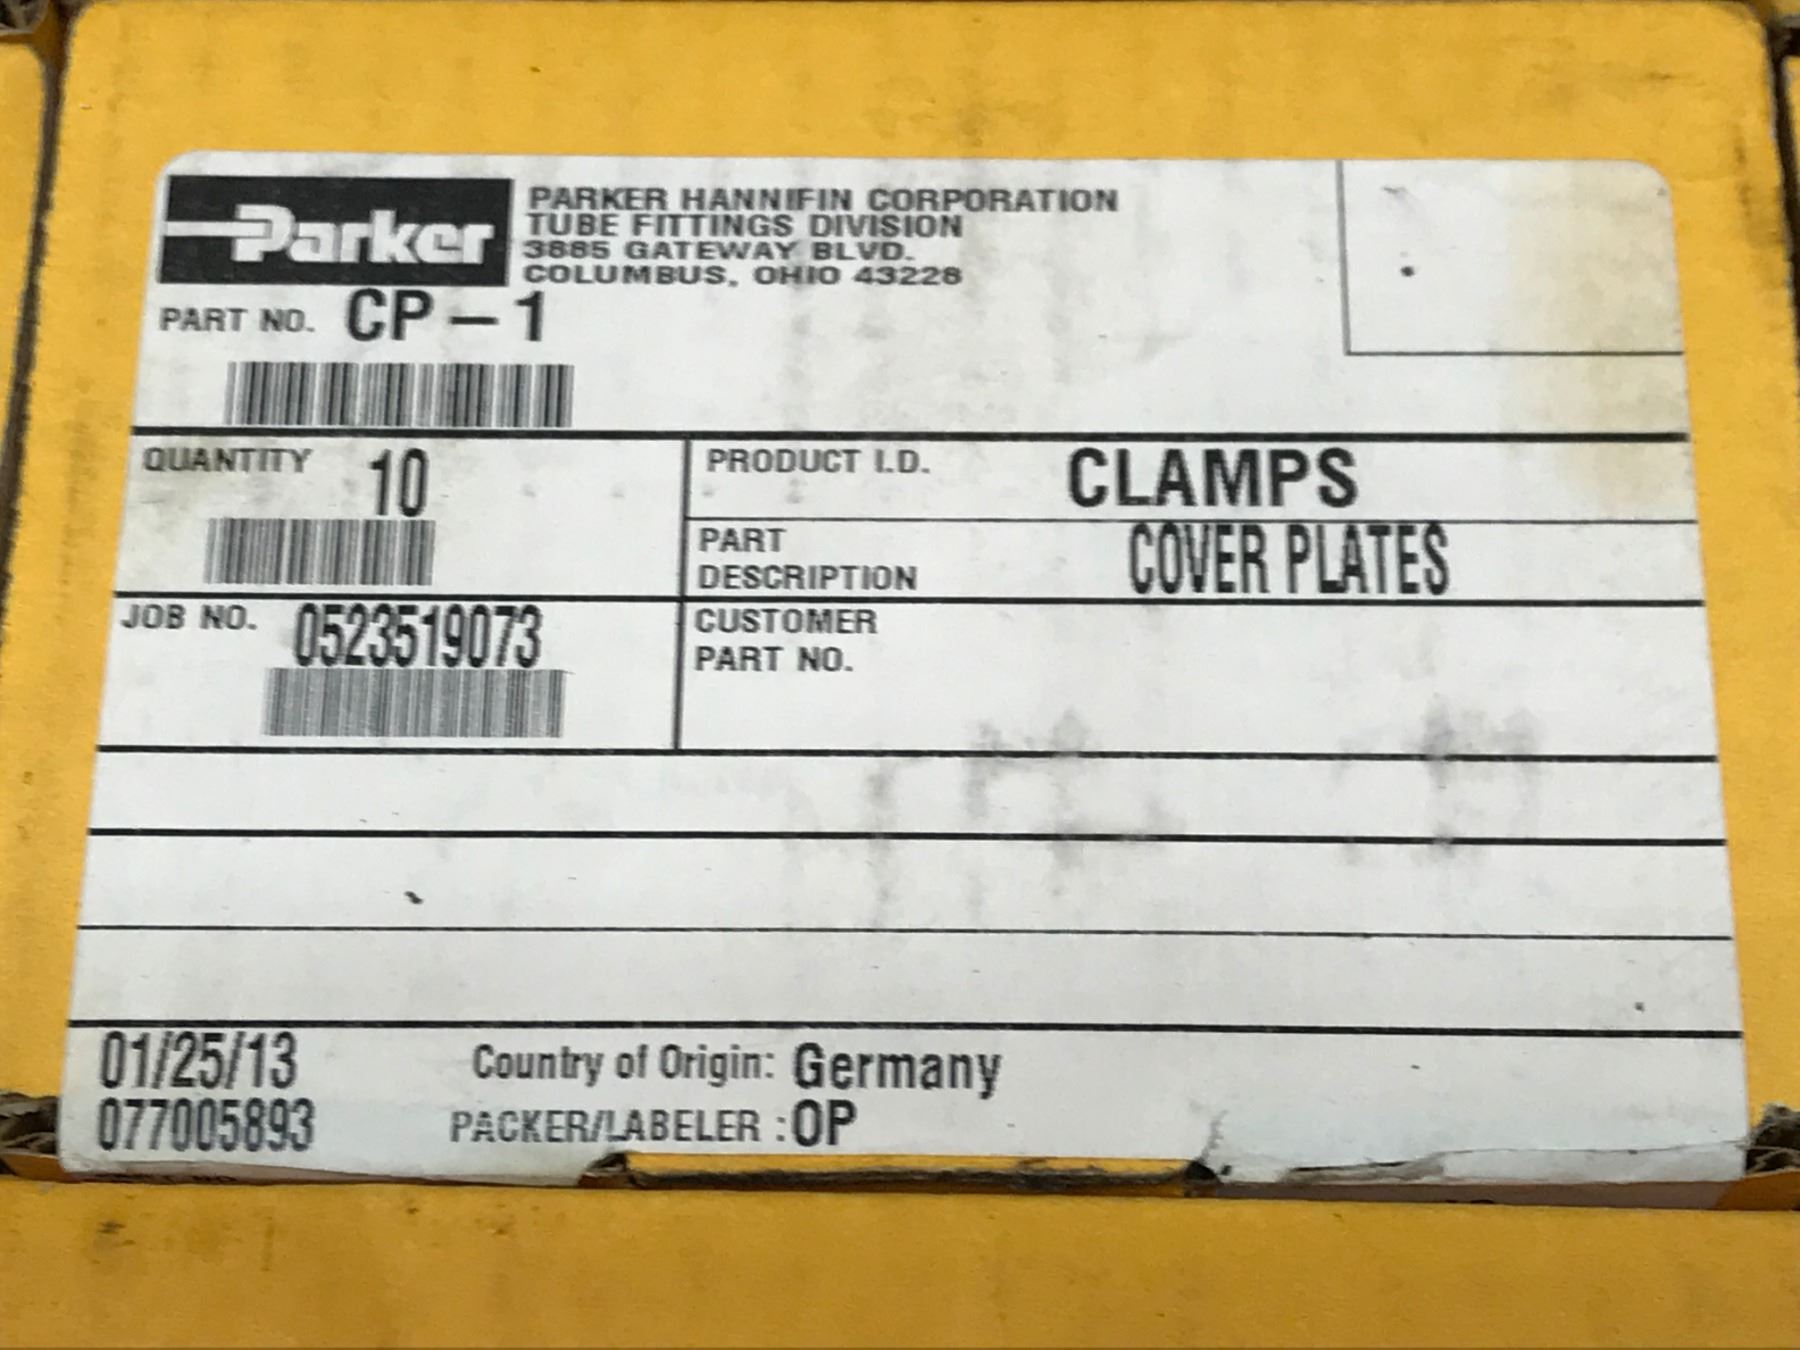 Parker
PARKER HANNIFIN CORPORATION
TUBE FITTINGS DIVISION
3885 GATEWAY BLVD.
COLUMBUS, OHIO 43228
PART NO. CP-1
QUANTITY 10
PRODUCT I.D. CLAMPS
PART
DESCRIPTION COVER PLATES
JOB NO. 0523519073
CUSTOMER
PART NO.
01/25/13 Country of Origin: Germany
077005893 PACKER/LABELER :OP